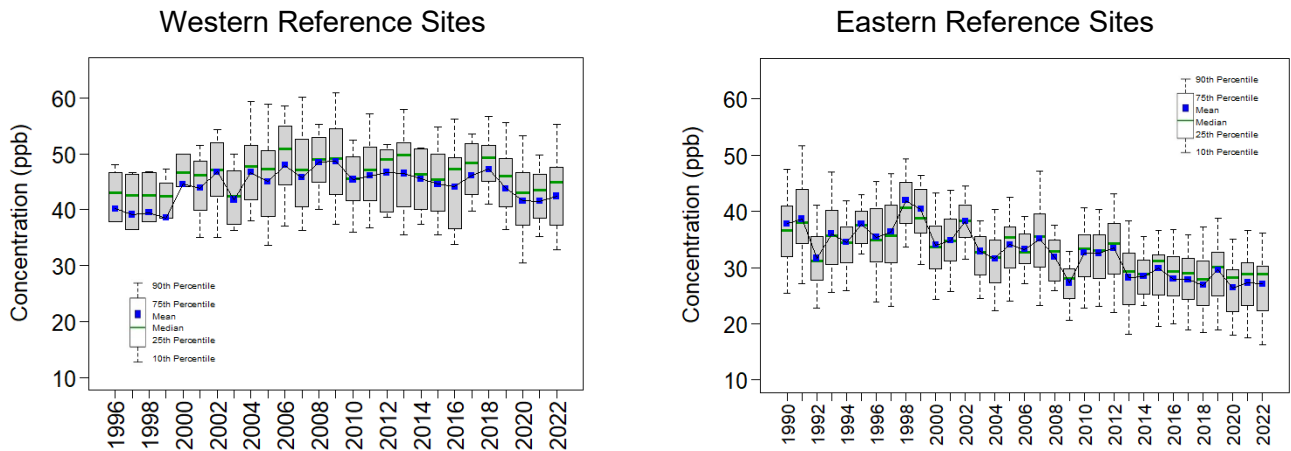 Western Reference Sites
Concentration (ppb)
60
50
40
30
20
10
90th Percentile
75th Percentile
Mean
Median
25th Percentile
10th Percentile
1996
1998
2000
2002
2004
2006
2008
2010
2012
2014
2016
2018
2020
2022
Eastern Reference Sites
Concentration (ppb)
60
50
40
30
20
10
90th Percentile
75th Percentile
Mean
Median
25th Percentile
10th Percentile
1990
1992
1994
1996
1998
2000
2002
2004
2006
2008
2010
2012
2014
2016
2018
2020
2022